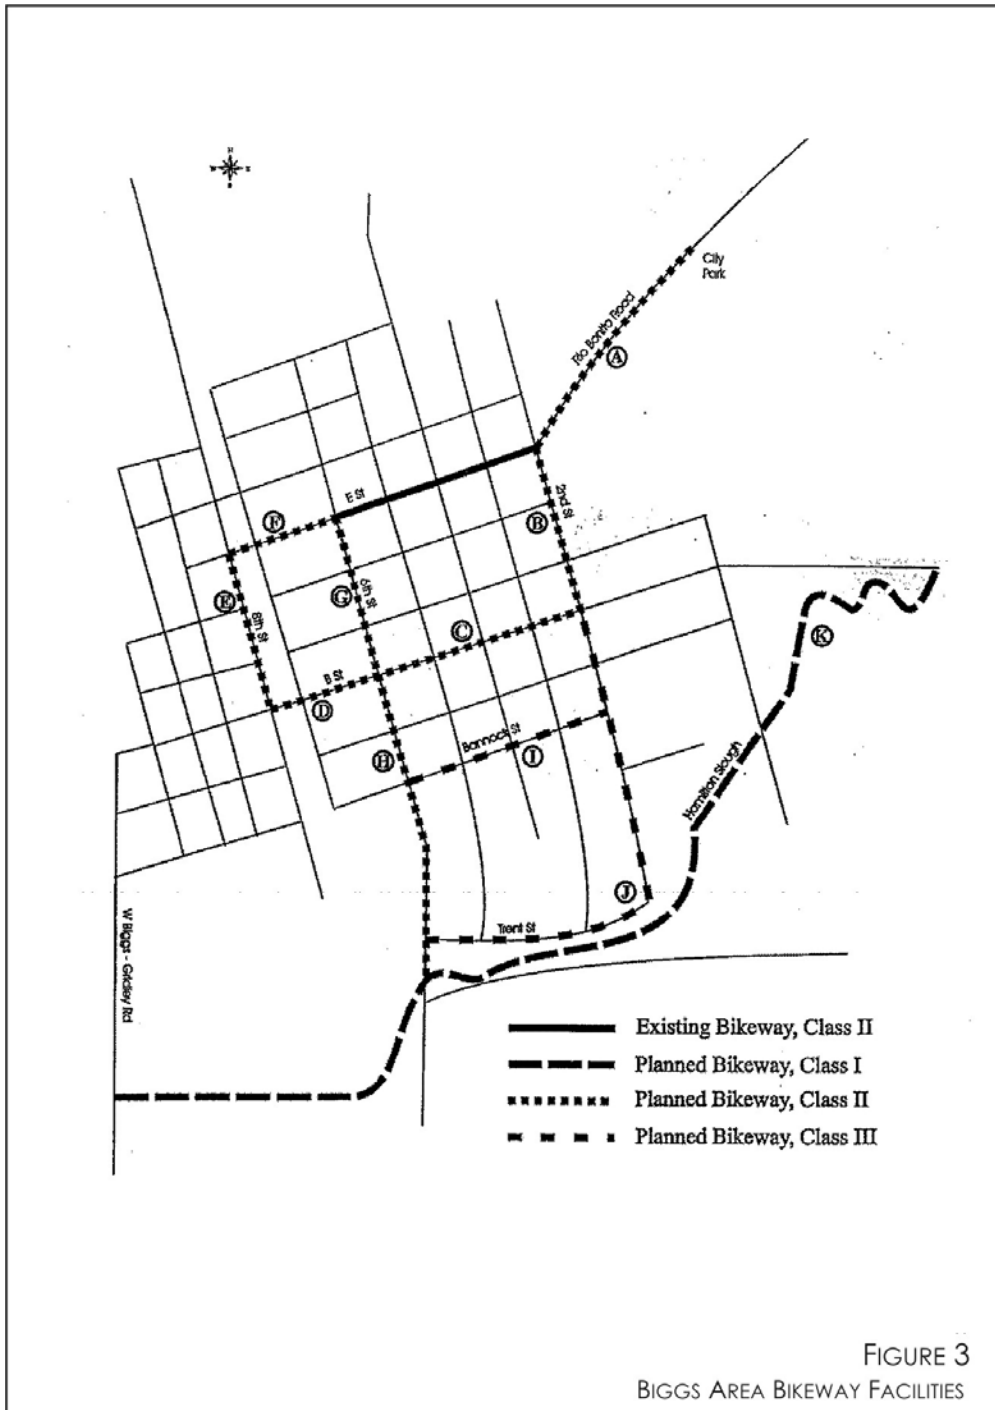 N
W
E
S
City
Park
Rio Bonito Road
A
E St
F
2nd St
B
E
8th St
G
6th St
C
B St
D
K
H
Bannock St
I
Hamilton Slough
J
Trent St
W Biggs - Gridley Rd
Existing Bikeway, Class II
Planned Bikeway, Class I
Planned Bikeway, Class II
Planned Bikeway, Class III
FIGURE 3
BIGGS AREA BIKEWAY FACILITIES